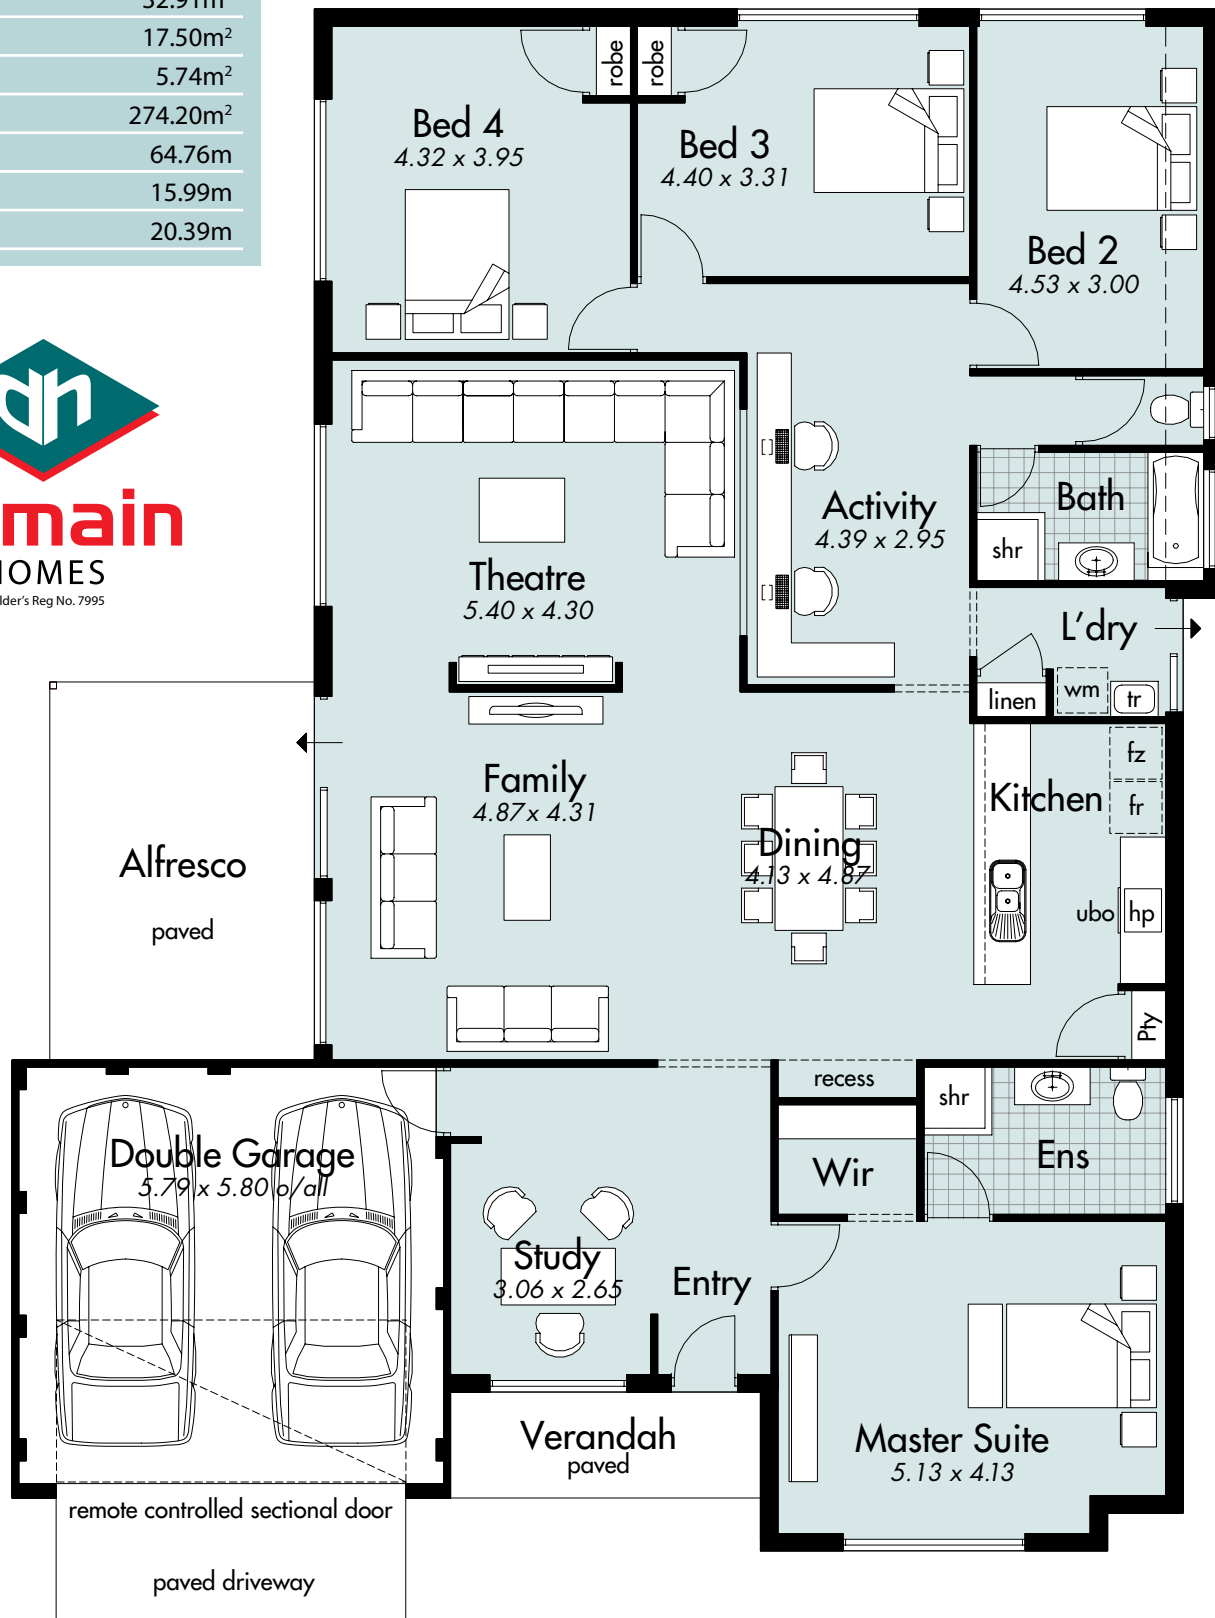 17.50m²
5.74m²
274.20m²
64.76m
15.99m
20.39m
dh
main
HOMES
lder's Reg No. 7995
robe
robe
Bed 4
4.32 x 3.95
Bed 3
4.40 x 3.31
Bed 2
4.53 x 3.00
Theatre
5.40 x 4.30
Activity
4.39 x 2.95
Bath
shr
L'dry
linen
wm
tr
Family
4.87 x 4.31
Dining
4.13 x 4.87
Kitchen
fz
fr
ubo
hp
Pty
Alfresco
paved
recess
shr
Ens
Wir
Double Garage
5.79 x 5.80 o/all
Study
3.06 x 2.65
Entry
Verandah
paved
Master Suite
5.13 x 4.13
remote controlled sectional door
paved driveway